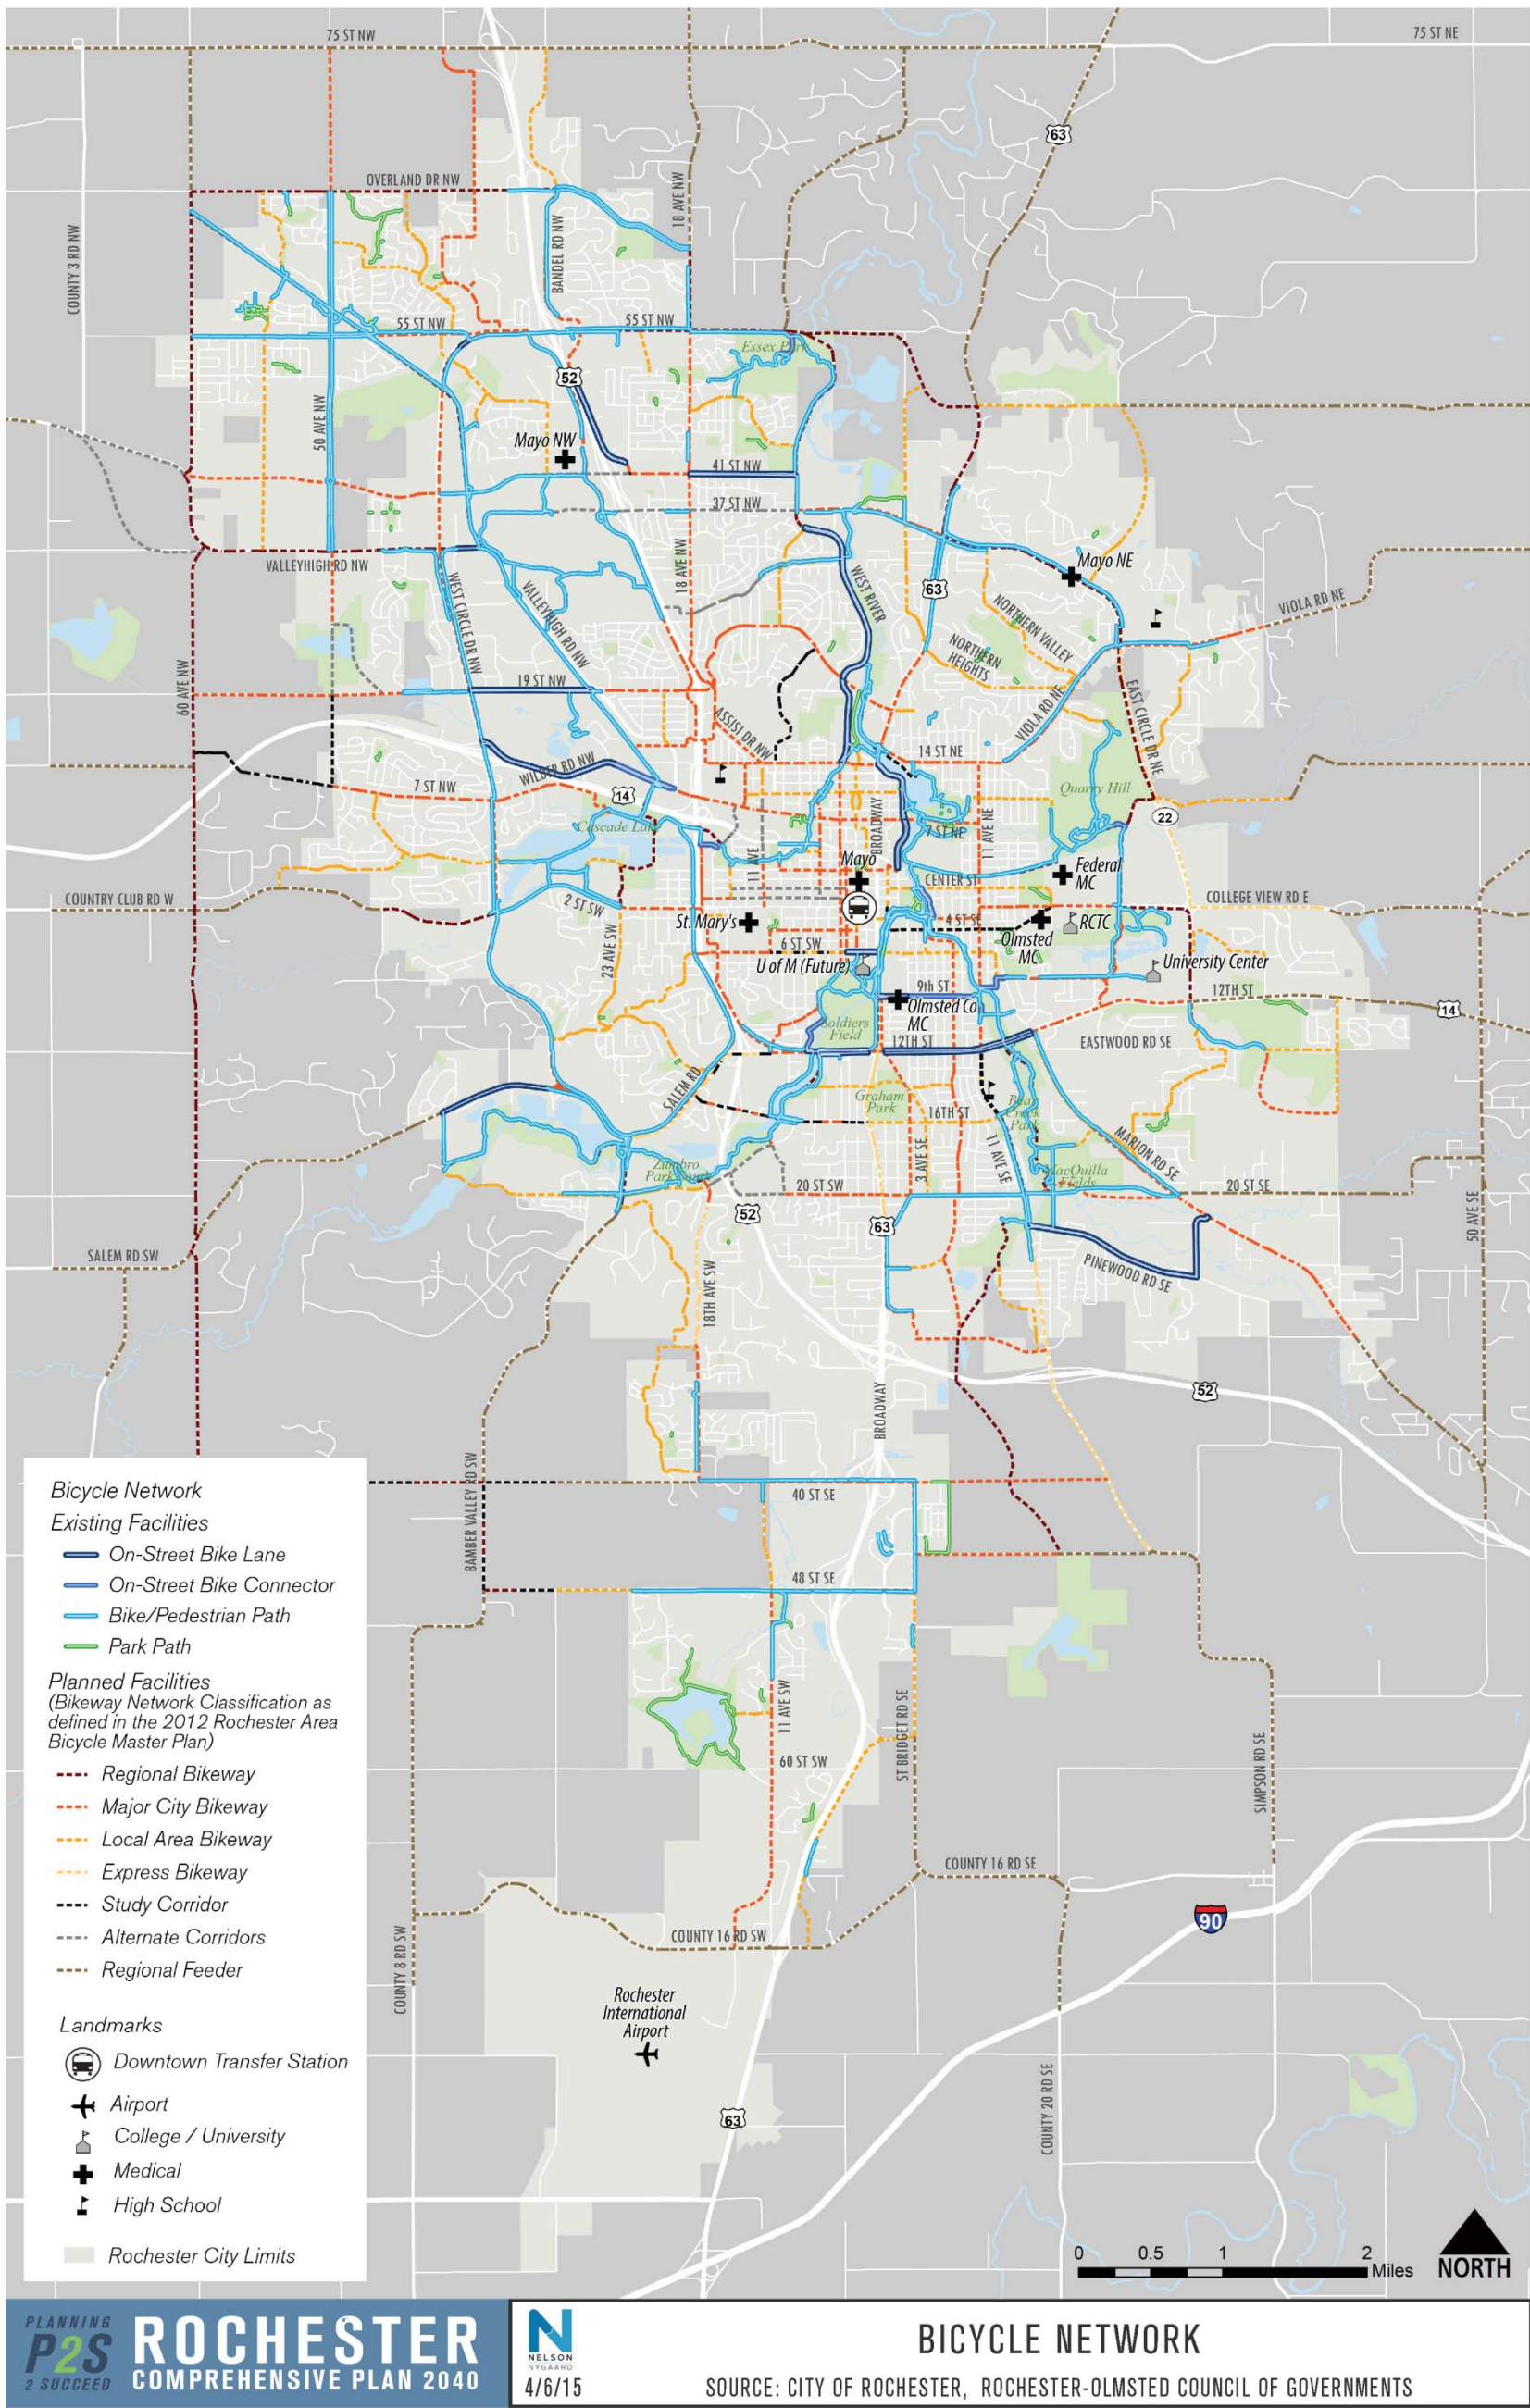 75 ST NW
75 ST NE
63
OVERLAND DR NW
18 AVE NW
COUNTY 3 RD NW
BANDEL RD NW
55 ST NW
55 ST NW
Essex Park
52
50 AVE NW
Mayo NW
41 ST NW
37 ST NW
VALLEYHIGH RD NW
WEST CIRCLE DR NW
VALLEYHIGH RD NW
18 AVE NW
WEST RIVER
63
Mayo NE
NORTHERN VALLEY
NORTHERN
HEIGHTS
VIOLA RD NE
VIOLA RD NE
60 AVE NW
19 ST NW
ASSISI DR NW
EAST CIRCLE DR NE
14 ST NE
WILDER RD NW
7 ST NW
14
Quarry Hill
22
Cascade Lake
BROADWAY
7 ST NE
11 AVE NE
11 AVE
Mayo
CENTER ST
Federal
MC
COUNTRY CLUB RD W
2 ST SW
COLLEGE VIEW RD E
St. Mary's
4 ST SE
RCTC
Olmsted
MC
23 AVE SW
6 ST SW
U of M (Future)
University Center
9th ST
12TH ST
14
Olmsted Co
MC
Soldiers
Field
12TH ST
EASTWOOD RD SE
SALEM RD
Graham
Park
16TH ST
Bear
Creek
Park
MARION RD SE
11 AVE SE
3 AVE SE
Zumbro
Park South
MacQuilla
Fields
20 ST SW
20 ST SE
52
63
50 AVE SE
SALEM RD SW
18TH AVE SW
PINEWOOD RD SE
52
BROADWAY
BAMBER VALLEY RD SW
40 ST SE
48 ST SE
11 AVE SW
ST BRIDGET RD SE
60 ST SW
SIMPSON RD SE
COUNTY 16 RD SE
90
COUNTY 8 RD SW
COUNTY 16 RD SW
Rochester
International
Airport
63
COUNTY 20 RD SE
Bicycle Network
Existing Facilities
On-Street Bike Lane
On-Street Bike Connector
Bike/Pedestrian Path
Park Path
Planned Facilities
(Bikeway Network Classification as
defined in the 2012 Rochester Area
Bicycle Master Plan)
Regional Bikeway
Major City Bikeway
Local Area Bikeway
Express Bikeway
Study Corridor
Alternate Corridors
Regional Feeder
Landmarks
Downtown Transfer Station
Airport
College / University
Medical
High School
Rochester City Limits
0 0.5 1 2
Miles
NORTH
PLANNING
P2S
2 SUCCEED
ROCHESTER
COMPREHENSIVE PLAN 2040
N
NELSON
NYGAARD
4/6/15
BICYCLE NETWORK
SOURCE: CITY OF ROCHESTER, ROCHESTER-OLMSTED COUNCIL OF GOVERNMENTS